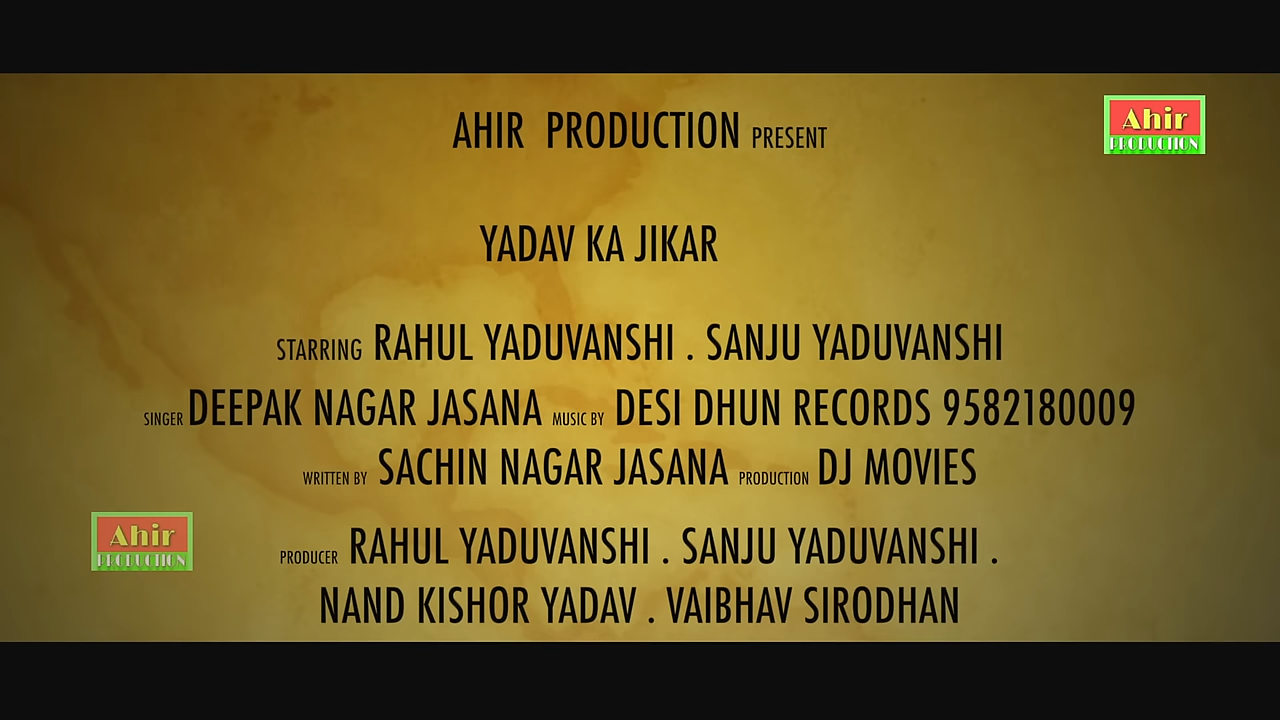 AHIR PRODUCTION PRESENT
Ahir
PRODUCTION
YADAV KA JIKAR
STARRING RAHUL YADUVANSHI . SANJU YADUVANSHI
SINGER DEEPAK NAGAR JASANA MUSIC BY DESI DHUN RECORDS 9582180009
WRITTEN BY SACHIN NAGAR JASANA PRODUCTION DJ MOVIES
Ahir
PRODUCTION
PRODUCER RAHUL YADUVANSHI . SANJU YADUVANSHI .
NAND KISHOR YADAV . VAIBHAV SIRODHAN